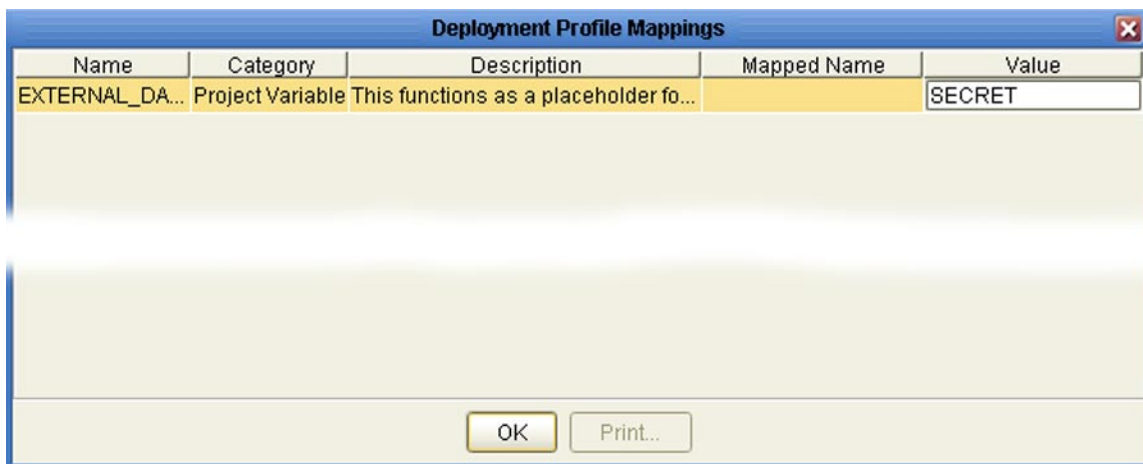 Deployment Profile Mappings
Name Category Description Mapped Name Value
EXTERNAL_DA... Project Variable This functions as a placeholder fo... SECRET
OK Print...